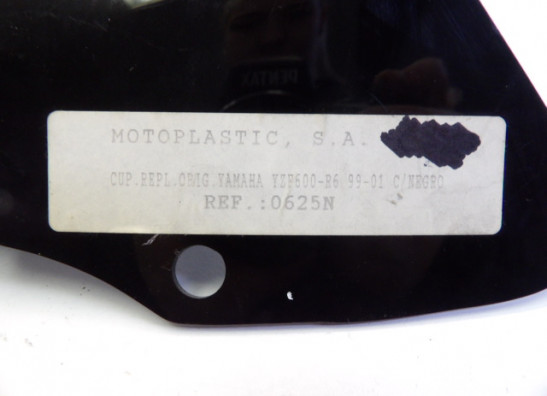 MOTOPLASTIC, S.A.
CUP.REPL.ORIG.YAMAHA YZF600-R6 99-01 C/NEGRO
REF.:0625N